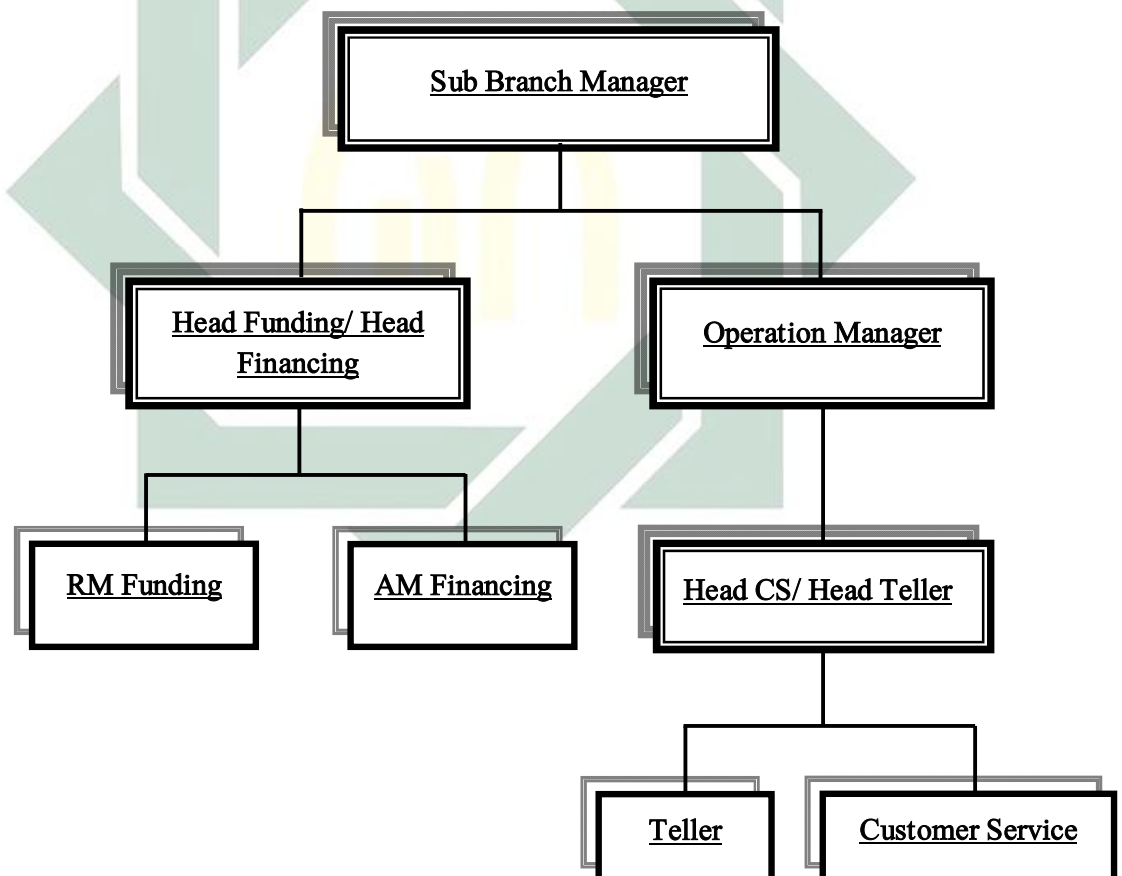 Sub Branch Manager
Head Funding/ Head
Financing
Operation Manager
RM Funding
AM Financing
Head CS/ Head Teller
Teller
Customer Service